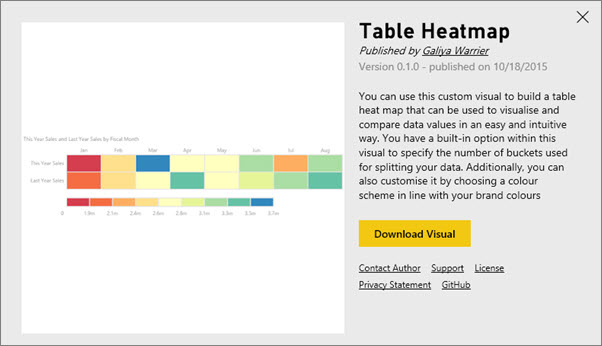 Table Heatmap
Published by Galiya Warrier
Version 0.1.0 - published on 10/18/2015
You can use this custom visual to build a table
heat map that can be used to visualise and
compare data values in an easy and intuitive
way. You have a built-in option within this
visual to specify the number of buckets used
for splitting your data. Additionally, you can
also customise it by choosing a colour
scheme in line with your brand colours
Download Visual
Contact Author Support License
Privacy Statement GitHub
This Year Sales and Last Year Sales by Fiscal Month
Jan Feb Mar Apr May Jun Jul Aug
This Year Sales
Last Year Sales
0 1.9m 2.1m 2.4m 2.6m 2.8m 3.1m 3.3m 3.5m 3.7m